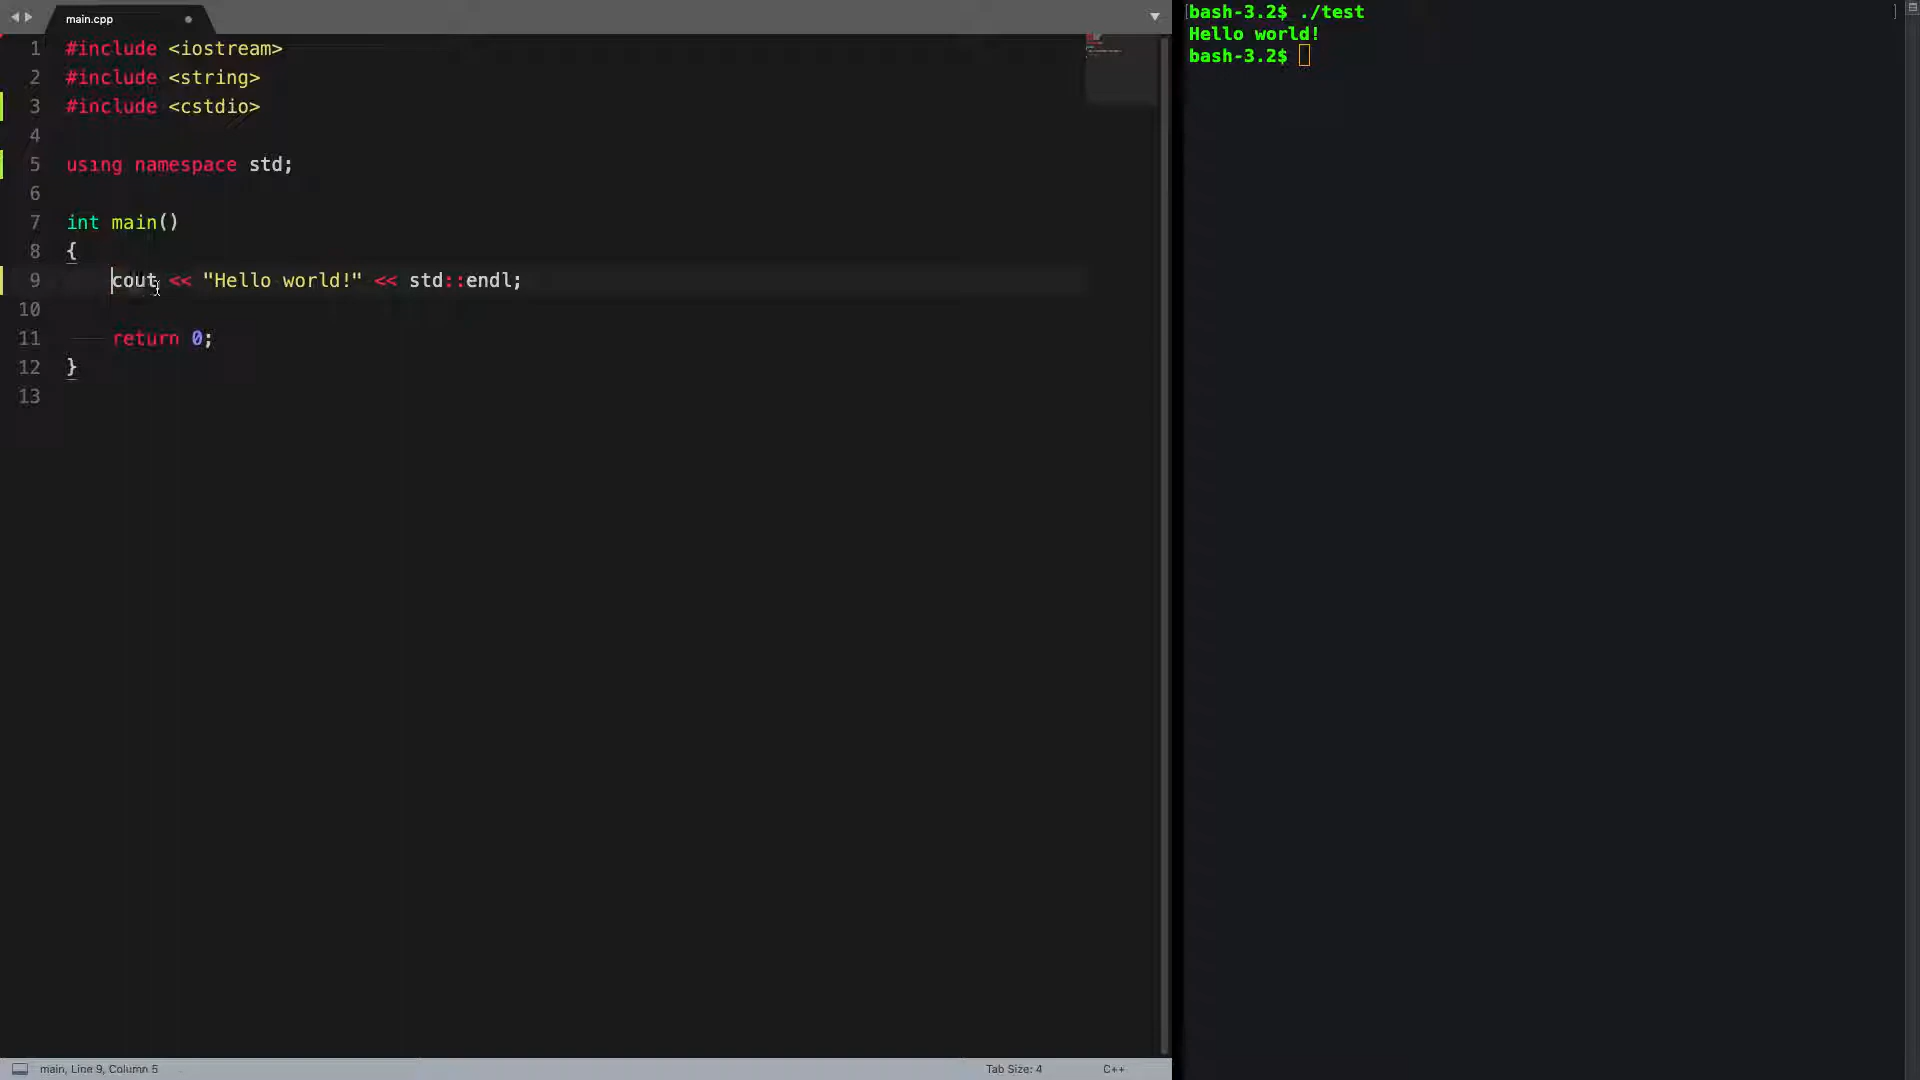 main.cpp
1 #include <iostream>
2 #include <string>
3 #include <cstdio>
4
5 using namespace std;
6
7 int main()
8 {
9 cout << "Hello world!" << std::endl;
10
11 return 0;
12 }
13
main, Line 9, Column 5
Tab Size: 4
C++
[bash-3.2$ ./test ]
Hello world!
bash-3.2$